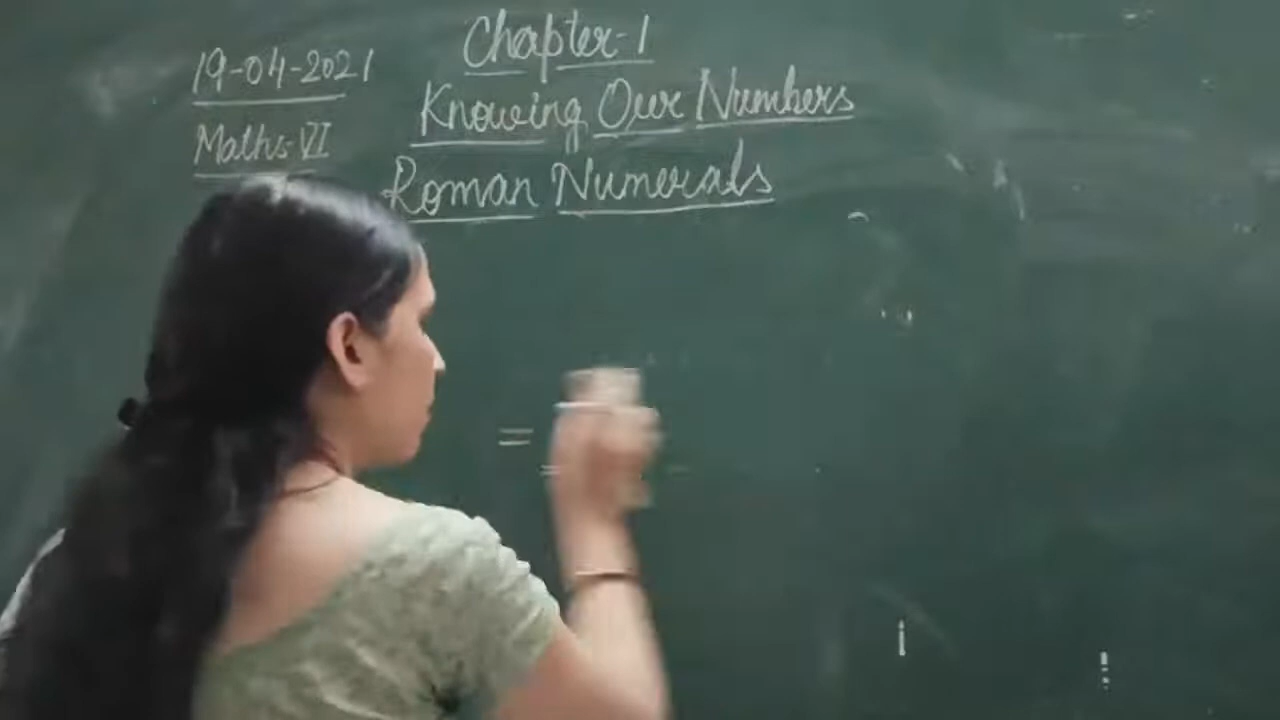 Chapter-1
19-04-2021
Knowing Our Numbers
Maths-VI
Roman Numerals
=